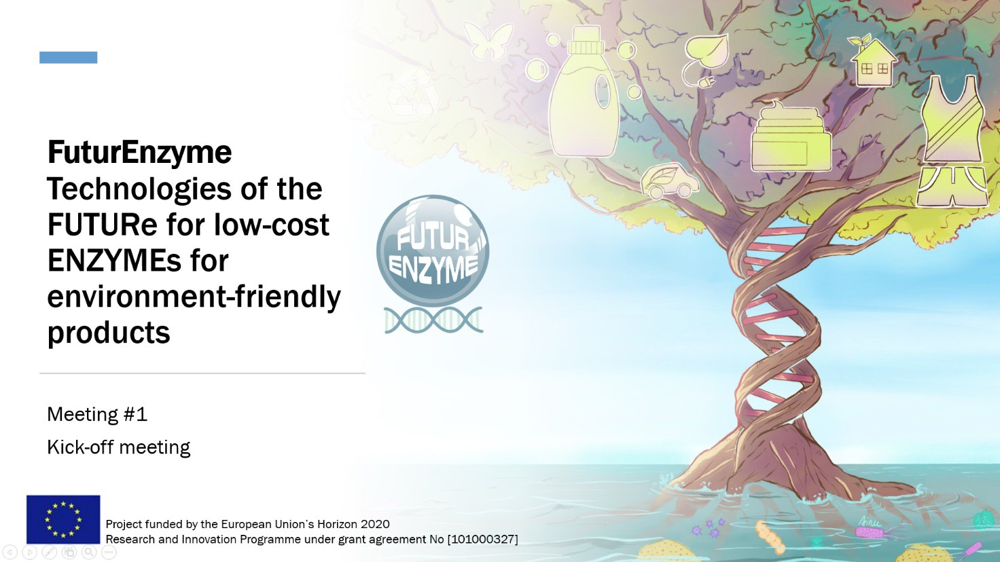 FuturEnzyme
Technologies of the
FUTURe for low-cost
ENZYMEs for
environment-friendly
products
FUTUR
ENZYME
Meeting #1
Kick-off meeting
Project funded by the European Union’s Horizon 2020
Research and Innovation Programme under grant agreement No [101000327]